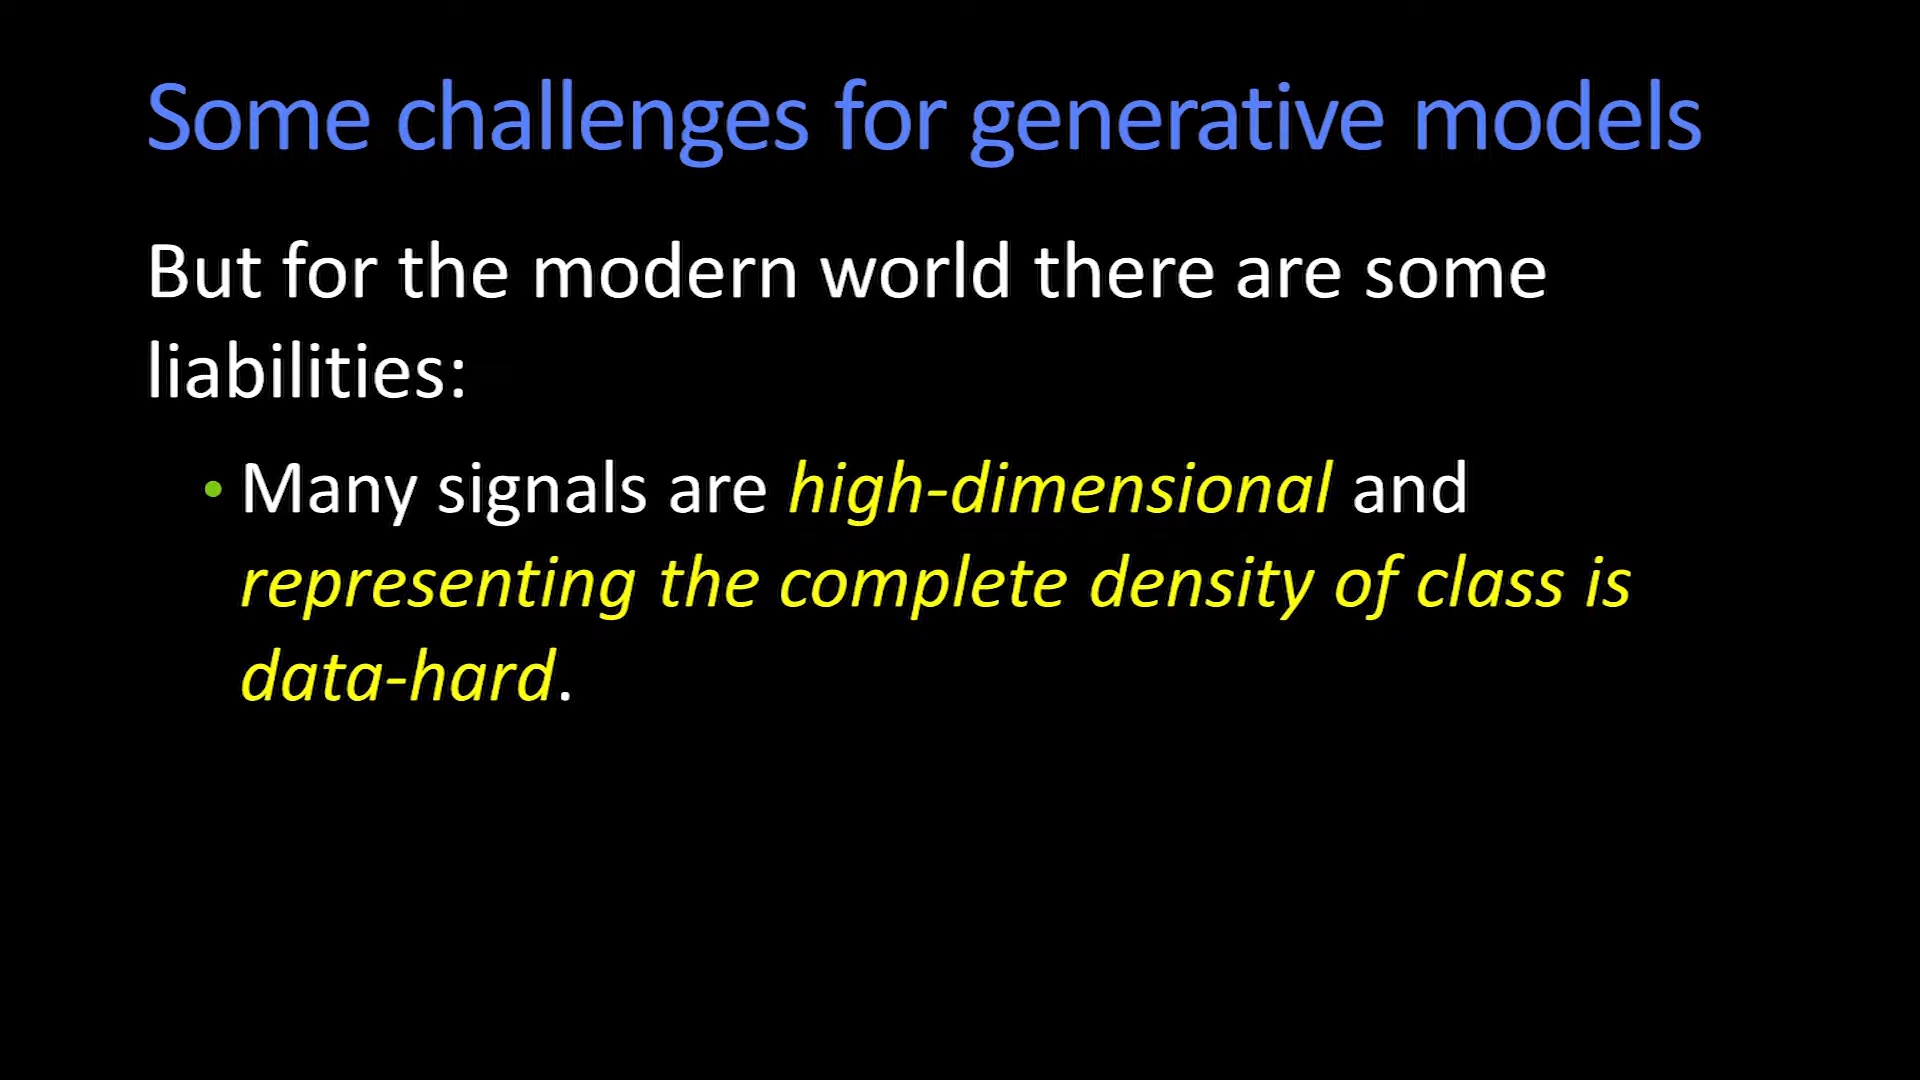 Some challenges for generative models
But for the modern world there are some
liabilities:
• Many signals are high-dimensional and
representing the complete density of class is
data-hard.